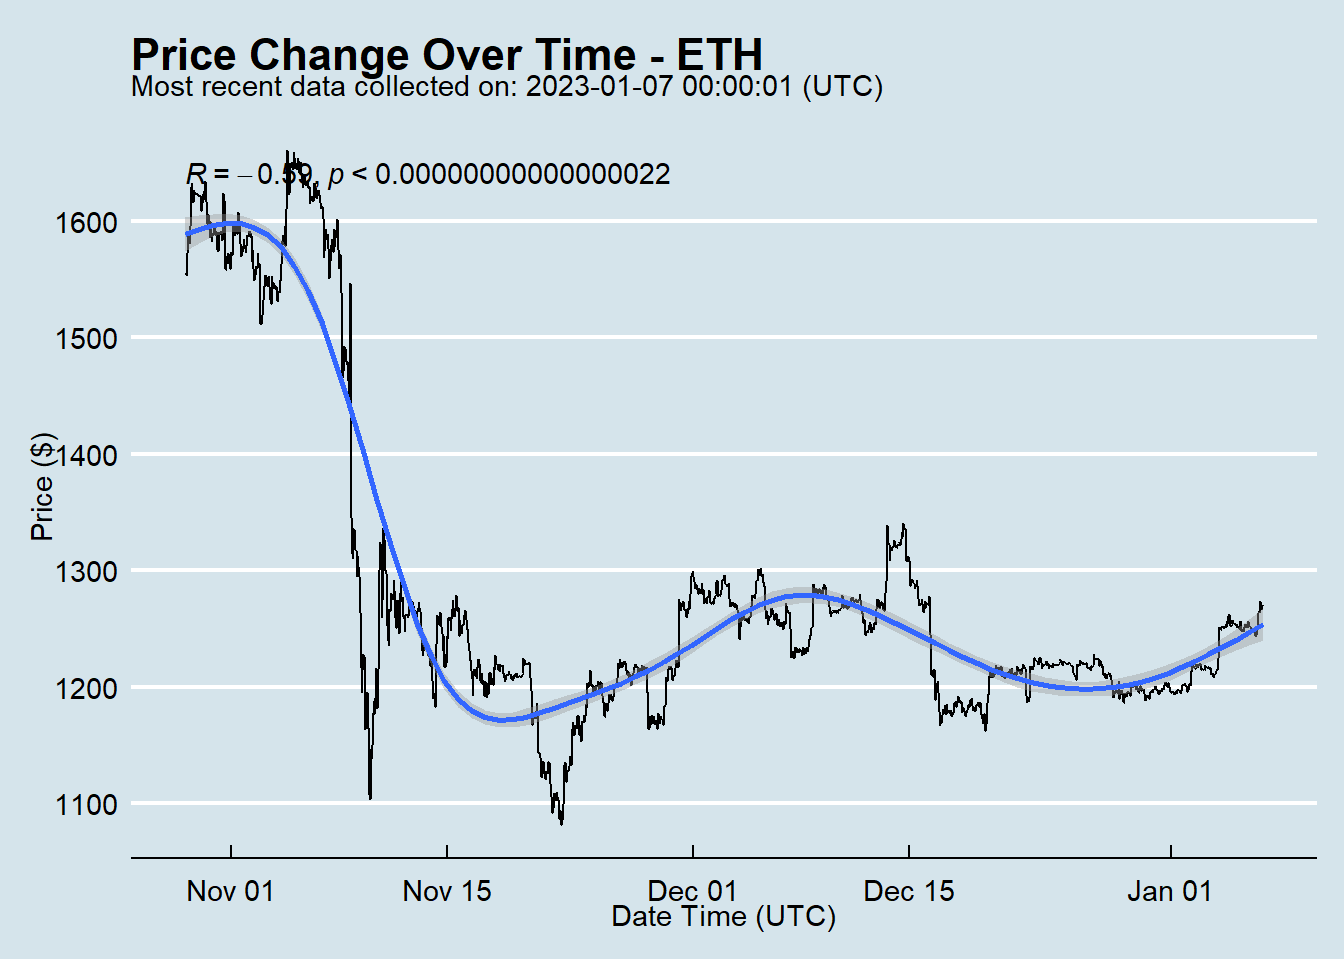 Price Change Over Time - ETH
Most recent data collected on: 2023-01-07 00:00:01 (UTC)
R = −0.59, p < 0.00000000000000022
1600
1500
1400
1300
1200
1100
Price ($)
Nov 01 Nov 15 Dec 01 Dec 15 Jan 01
Date Time (UTC)